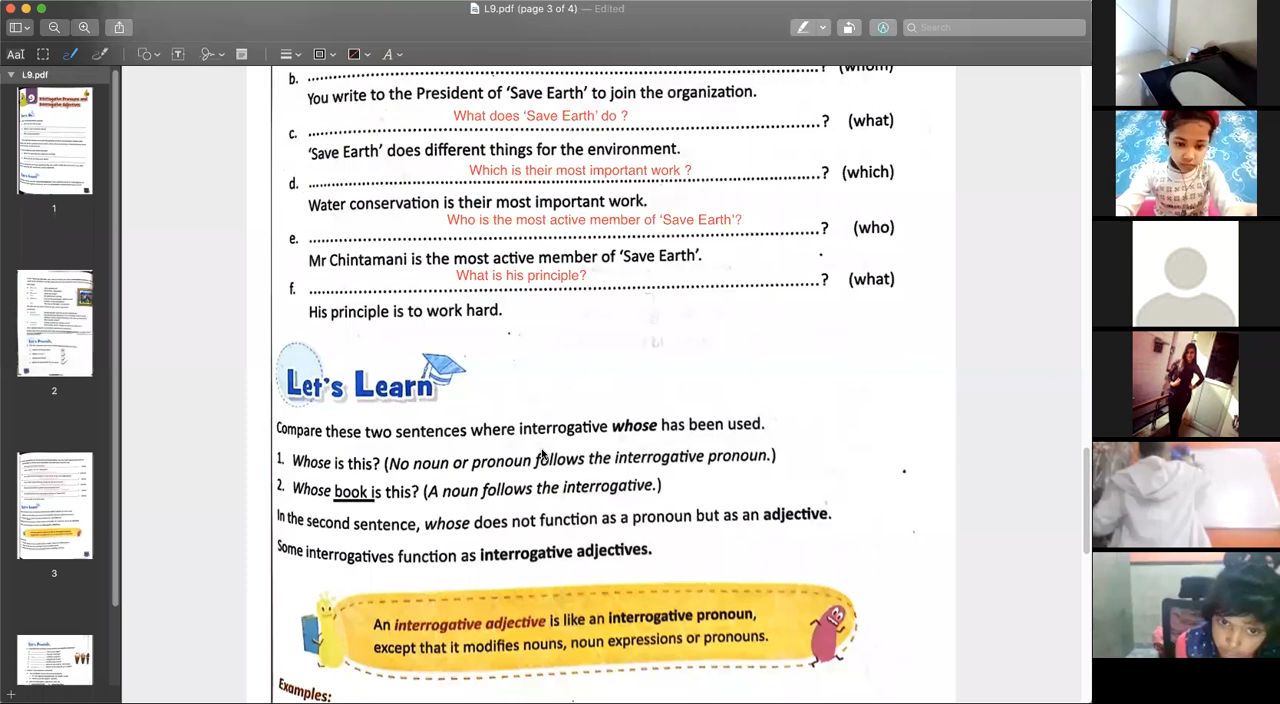 L9.pdf (page 3 of 4) — Edited
Search
L9.pdf
1
2
3
b. ? (whom)
You write to the President of ‘Save Earth’ to join the organization.
What does ‘Save Earth’ do ?
c. ? (what)
‘Save Earth’ does different things for the environment.
Which is their most important work ?
d. ? (which)
Water conservation is their most important work.
Who is the most active member of ‘Save Earth’?
e. ? (who)
Mr Chintamani is the most active member of ‘Save Earth’.
What is his principle?
f. ? (what)
His principle is to work hard.
Let's Learn
Compare these two sentences where interrogative whose has been used.
1. Whose is this? (no noun or pronoun follows the interrogative pronoun.)
2. Whose book is this? (A noun follows the interrogative.)
In the second sentence, whose does not function as a pronoun but as an adjective.
Some interrogatives function as interrogative adjectives.
An interrogative adjective is like an interrogative pronoun,
except that it modifies nouns, noun expressions or pronouns.
Examples: